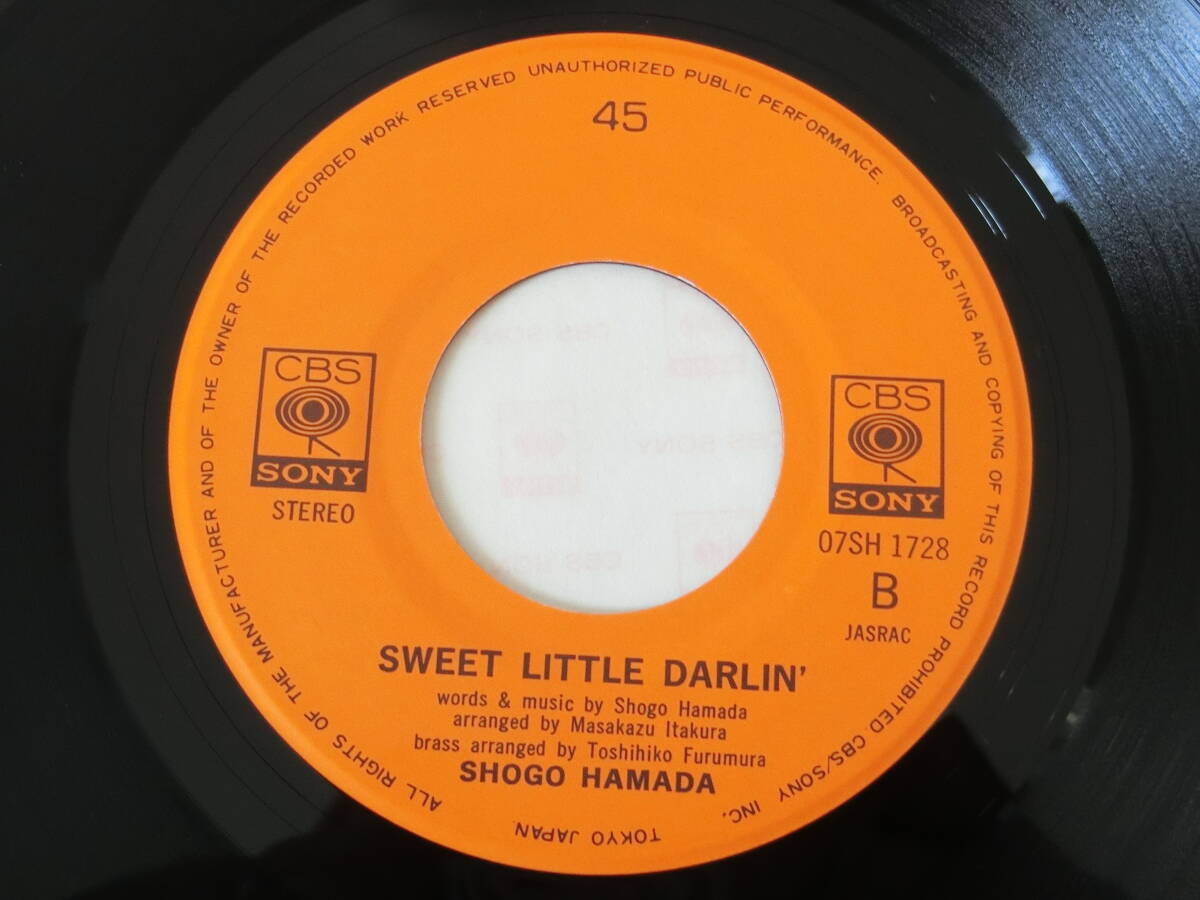 45
ALL RIGHTS OF THE MANUFACTURER AND OF THE OWNER OF THE RECORDED WORK RESERVED UNAUTHORIZED PUBLIC PERFORMANCE. BROADCASTING AND COPYING OF THIS RECORD PROHIBITED CBS/SONY INC.
TOKYO JAPAN
CBS
SONY
STEREO
CBS
SONY
07SH 1728
B
JASRAC
SWEET LITTLE DARLIN'
words & music by Shogo Hamada
arranged by Masakazu Itakura
brass arranged by Toshihiko Furumura
SHOGO HAMADA